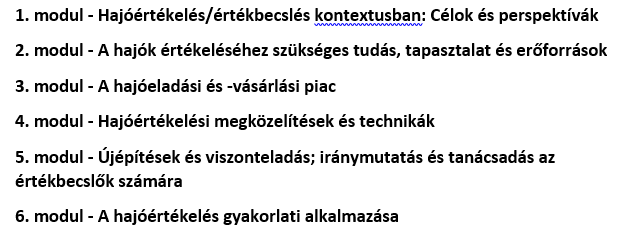 1. modul - Hajóértékelés/értékbecslés kontextusban: Célok és perspektívák
2. modul - A hajók értékeléséhez szükséges tudás, tapasztalat és erőforrások
3. modul - A hajóeladási és -vásárlási piac
4. modul - Hajóértékelési megközelítések és technikák
5. modul - Újépítések és viszonteladás; iránymutatás és tanácsadás az
értékbecslők számára
6. modul - A hajóértékelés gyakorlati alkalmazása